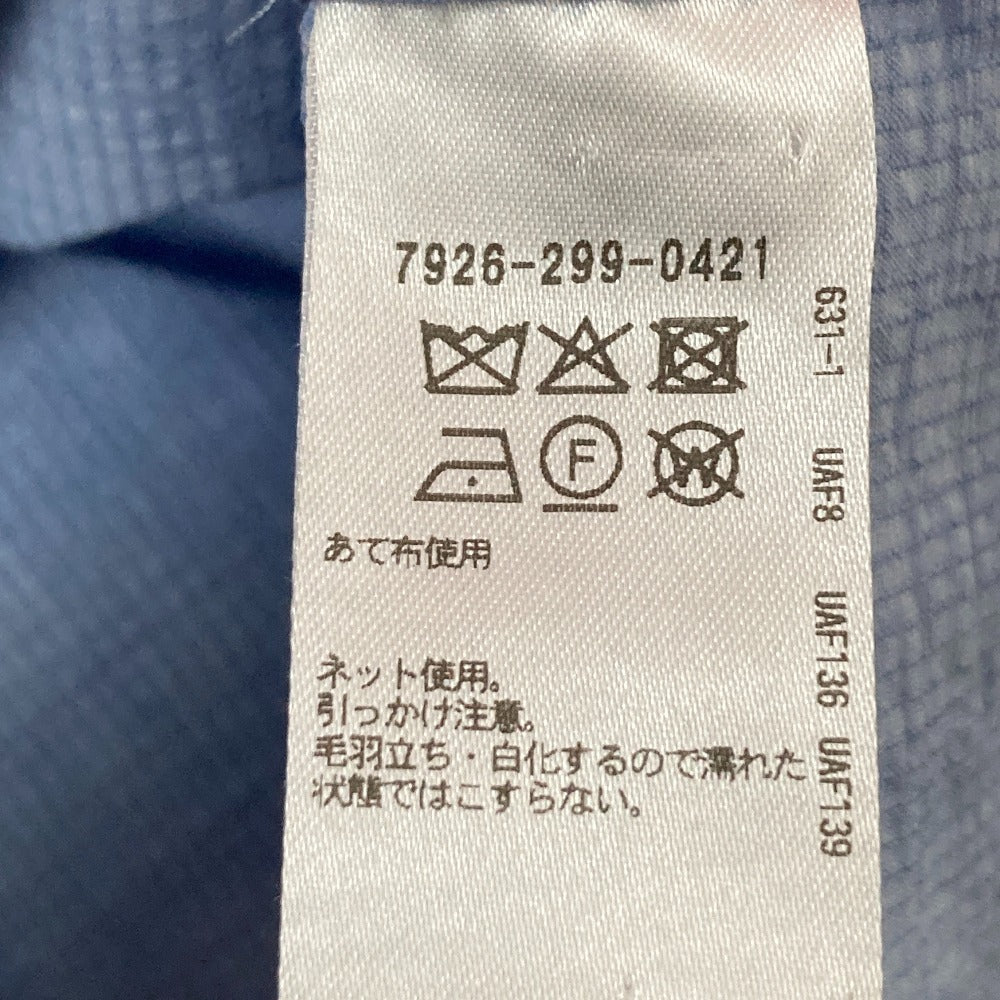 7926-299-0421
F
W
あて布使用
ネット使用。
引っかけ注意。
毛羽立ち・白化するので濡れた
状態ではこすらない。
631-1 UAF8 UAF136 UAF139